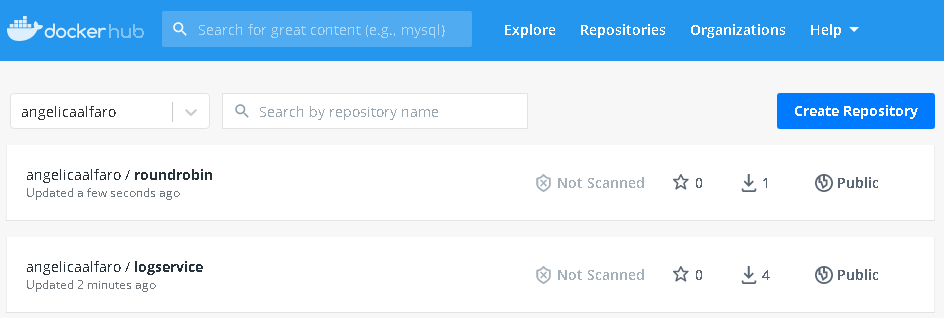 dockerhub Search for great content (e.g., mysql) Explore Repositories Organizations Help
angelicaalfaro Search by repository name Create Repository
angelicaalfaro / roundrobin
Updated a few seconds ago
Not Scanned 0 1 Public
angelicaalfaro / logservice
Updated 2 minutes ago
Not Scanned 0 4 Public